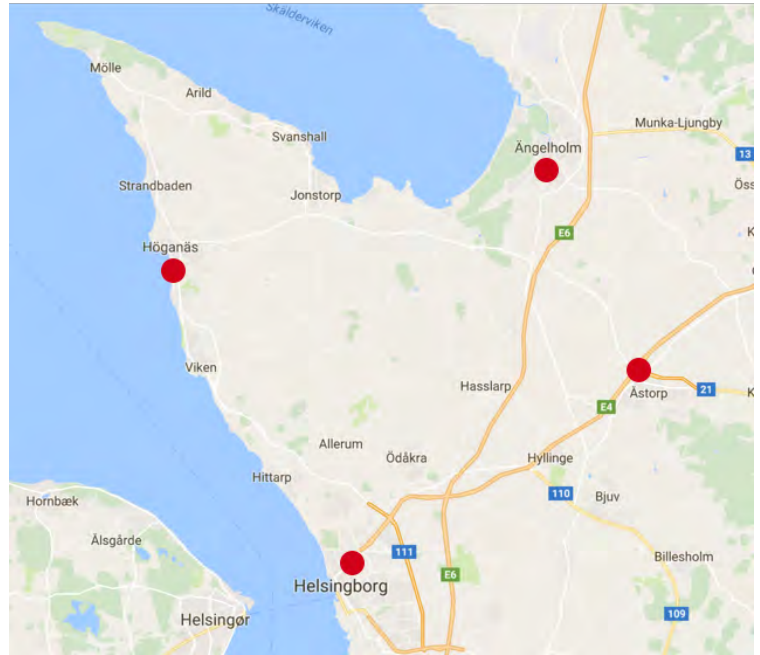 Skälderviken
Mölle
Arild
Svanshall
Munka-Ljungby
13
Ängelholm
Strandbaden
Jonstorp
Öss
E6
Höganäs
K
Viken
Hasslarp
21
Åstorp
K
E4
Allerum
Ödåkra
Hyllinge
Hittarp
110
Bjuv
Hornbæk
Ålsgårde
111
Billesholm
E6
Helsingborg
109
Helsingør